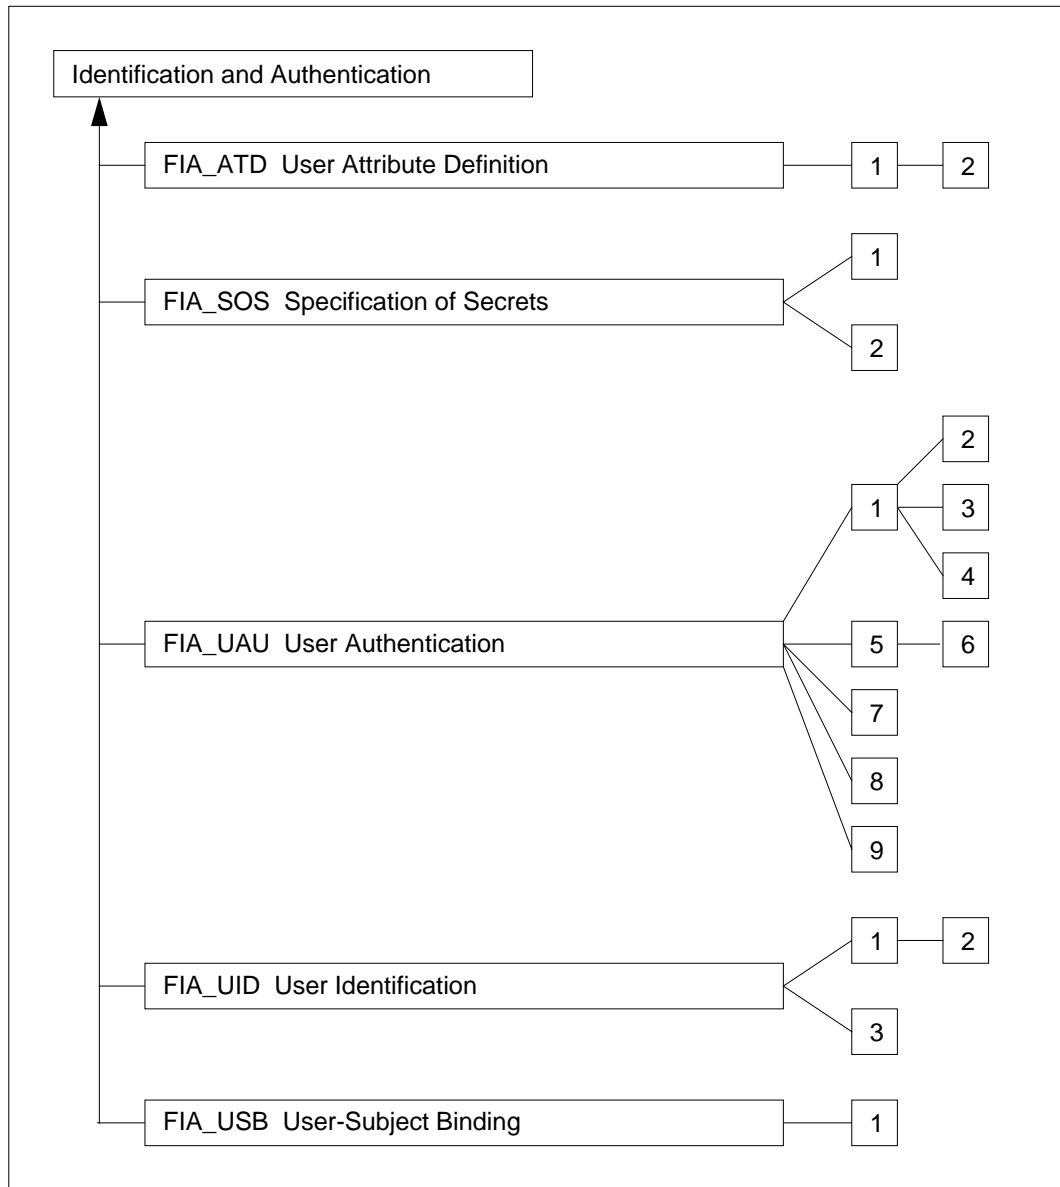 Identification and Authentication
FIA_ATD User Attribute Definition
1 2
1
FIA_SOS Specification of Secrets
2
2
1 3
4
FIA_UAU User Authentication
5 6
7
8
9
1 2
FIA_UID User Identification
3
FIA_USB User-Subject Binding
1